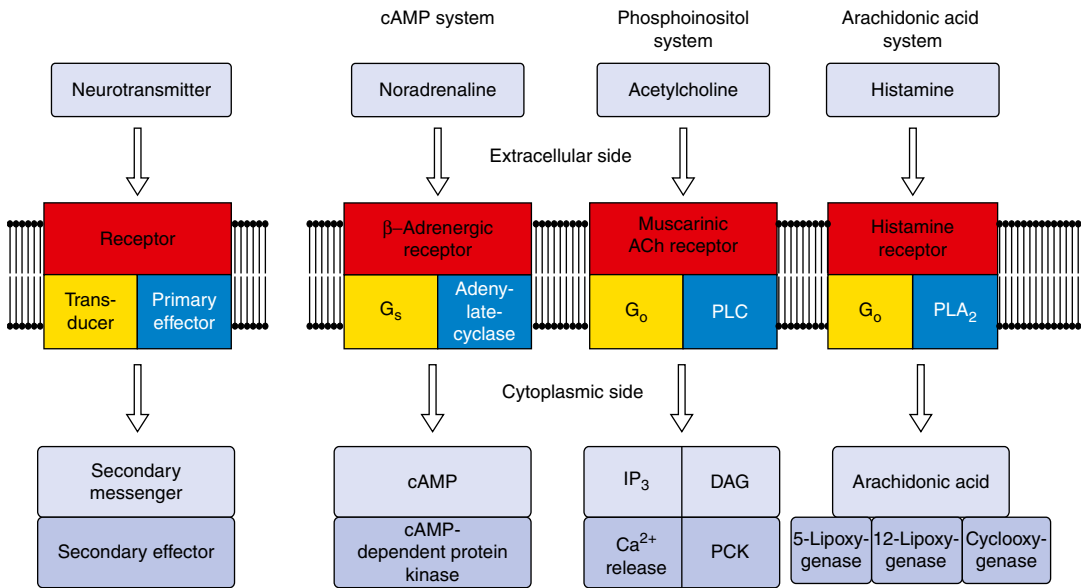 cAMP system
Phosphoinositol
system
Arachidonic acid
system
Neurotransmitter
Noradrenaline
Acetylcholine
Histamine
Extracellular side
Receptor
Trans-
ducer
Primary
effector
β–Adrenergic
receptor
Gₛ
Adeny-
late-
cyclase
Muscarinic
ACh receptor
Gₒ
PLC
Histamine
receptor
Gₒ
PLA₂
Cytoplasmic side
Secondary
messenger
Secondary effector
cAMP
cAMP-
dependent protein
kinase
IP₃
DAG
Ca²⁺
release
PCK
Arachidonic acid
5-Lipoxy-
genase
12-Lipoxy-
genase
Cyclooxy-
genase